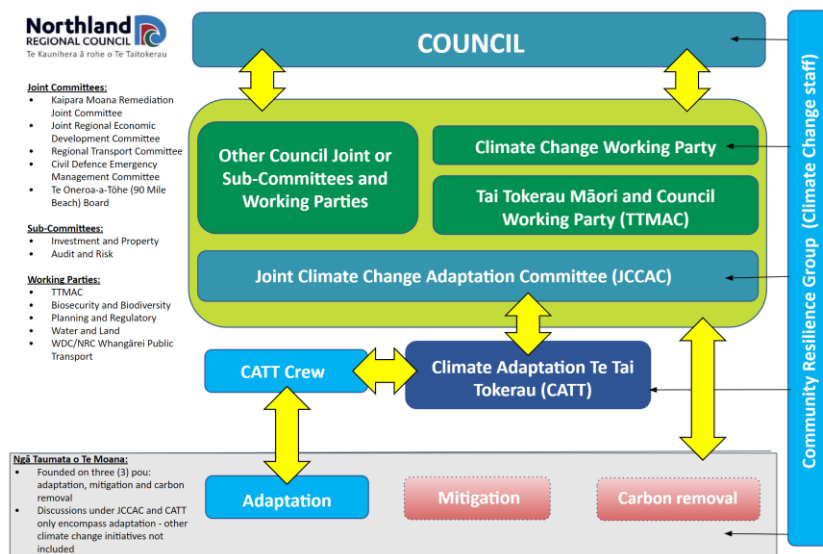 Northland
REGIONAL COUNCIL
Te Kaunihera ā rohe o Te Taitokerau
Joint Committees:
• Kaipara Moana Remediation
Joint Committee
• Joint Regional Economic
Development Committee
• Regional Transport Committee
• Civil Defence Emergency
Management Committee
• Te Oneroa-a-Tōhe (90 Mile
Beach) Board
Sub-Committees:
• Investment and Property
• Audit and Risk
Working Parties:
• TTMAC
• Biosecurity and Biodiversity
• Planning and Regulatory
• Water and Land
• WDC/NRC Whangārei Public
Transport
COUNCIL
Other Council Joint or
Sub-Committees and
Working Parties
Climate Change Working Party
Tai Tokerau Māori and Council
Working Party (TTMAC)
Joint Climate Change Adaptation Committee (JCCAC)
CATT Crew
Climate Adaptation Te Tai
Tokerau (CATT)
Ngā Taumata o Te Moana:
• Founded on three (3) pou:
adaptation, mitigation and carbon
removal
• Discussions under JCCAC and CATT
only encompass adaptation - other
climate change initiatives not
included
Adaptation
Mitigation
Carbon removal
Community Resilience Group (Climate Change staff)